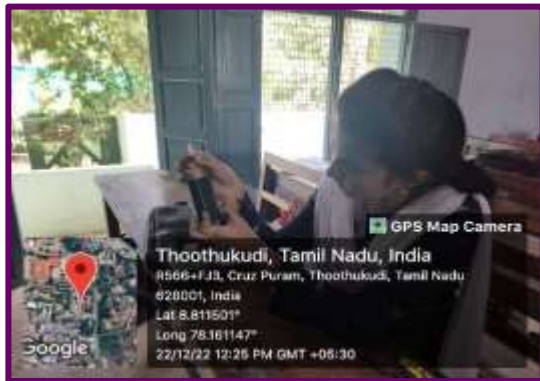 GPS Map Camera
Thoothukudi, Tamil Nadu, India
R566+FJ3, Cruz Puram, Thoothukudi, Tamil Nadu
628001, India
Lat 8.811501°
Long 78.161147°
22/12/22 12:25 PM GMT +05:30
Google